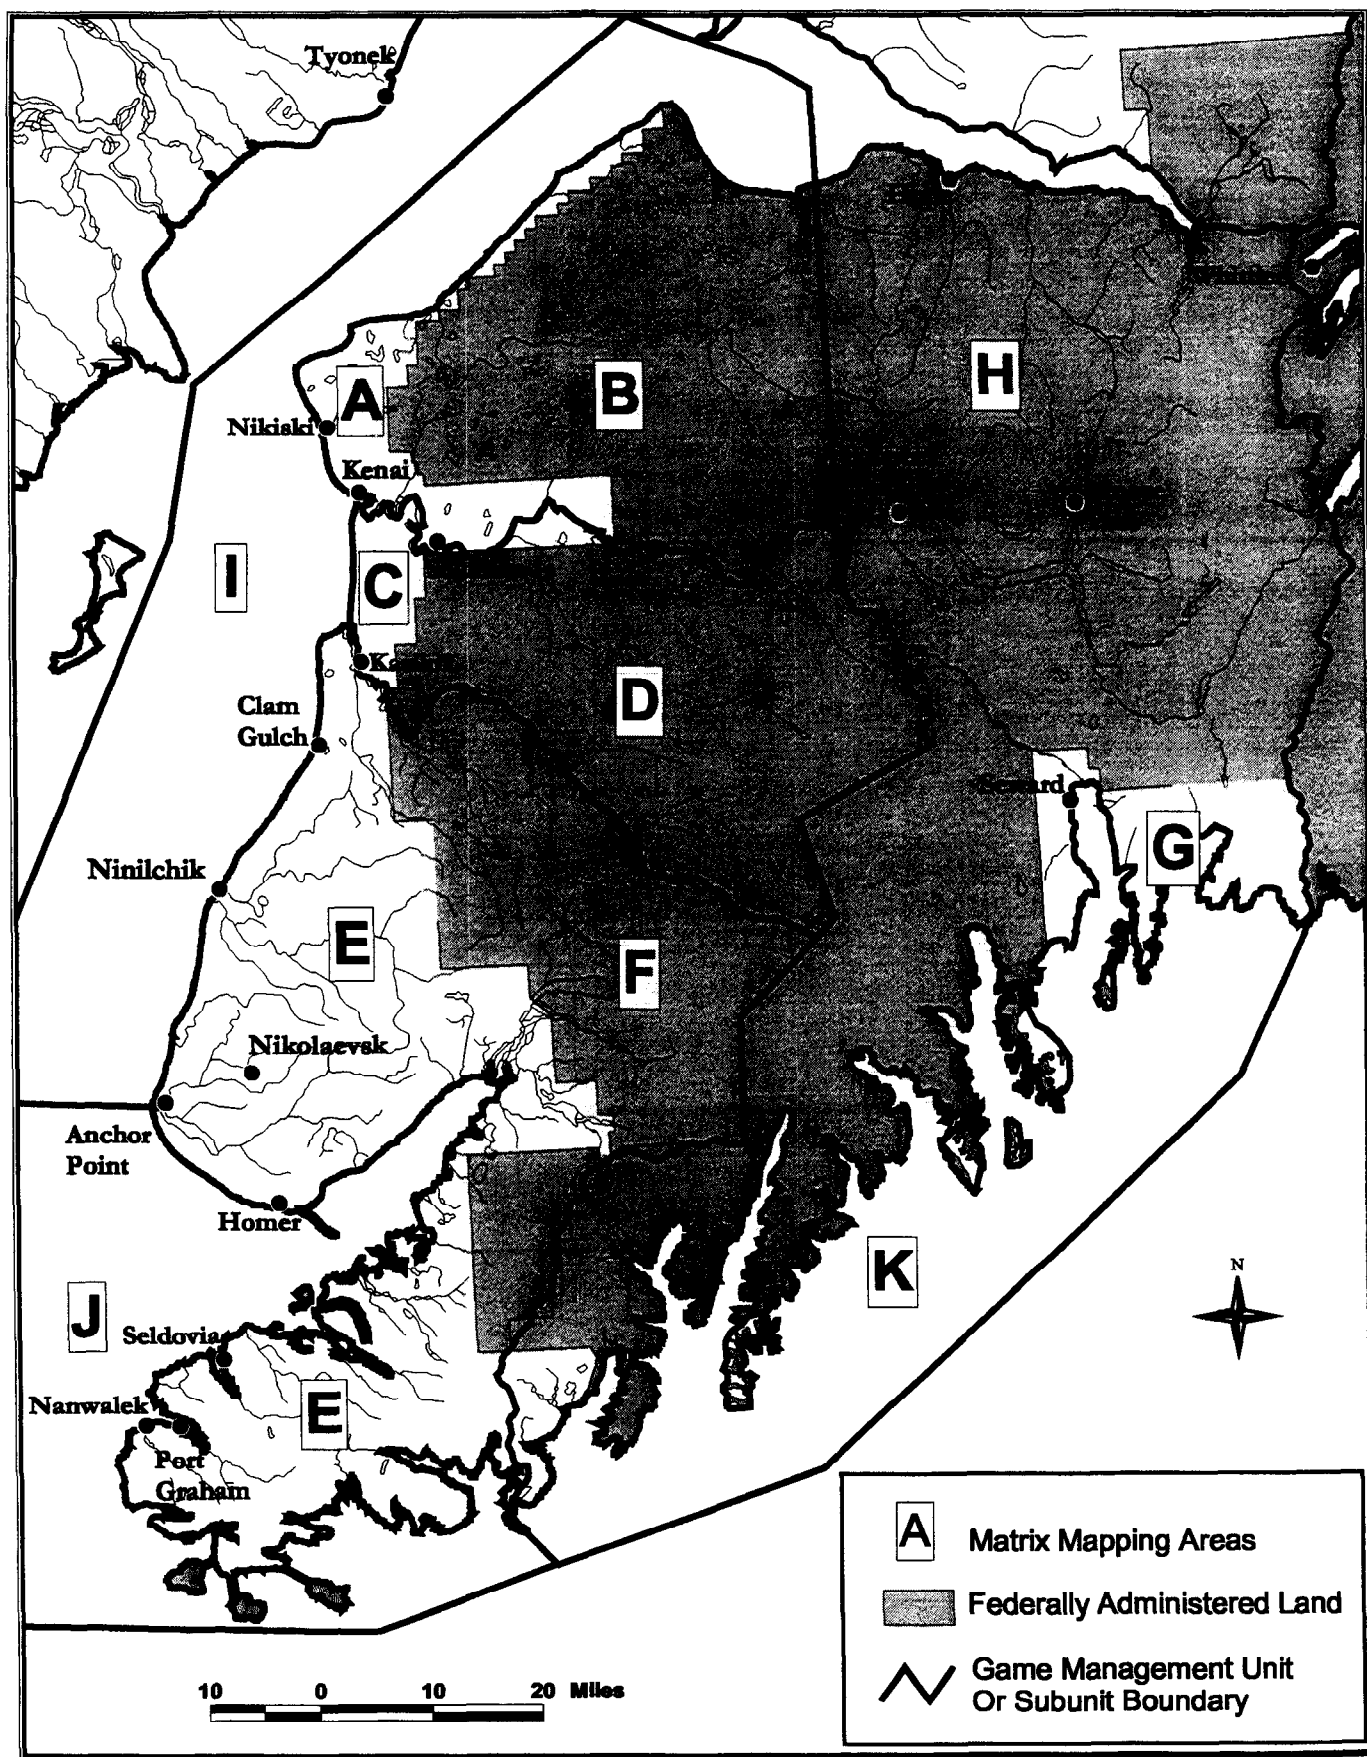 Tyonek
H
B
A
Nikiski
Kenai
I
C
D
Clam
Gulch
Seward
G
Ninilchik
E
F
Nikolaevsk
Anchor
Point
Homer
K
N
J
Seldovia
Nanwalek
E
Port
Graham
A Matrix Mapping Areas
Federally Administered Land
Game Management Unit
Or Subunit Boundary
10 0 10 20 Miles